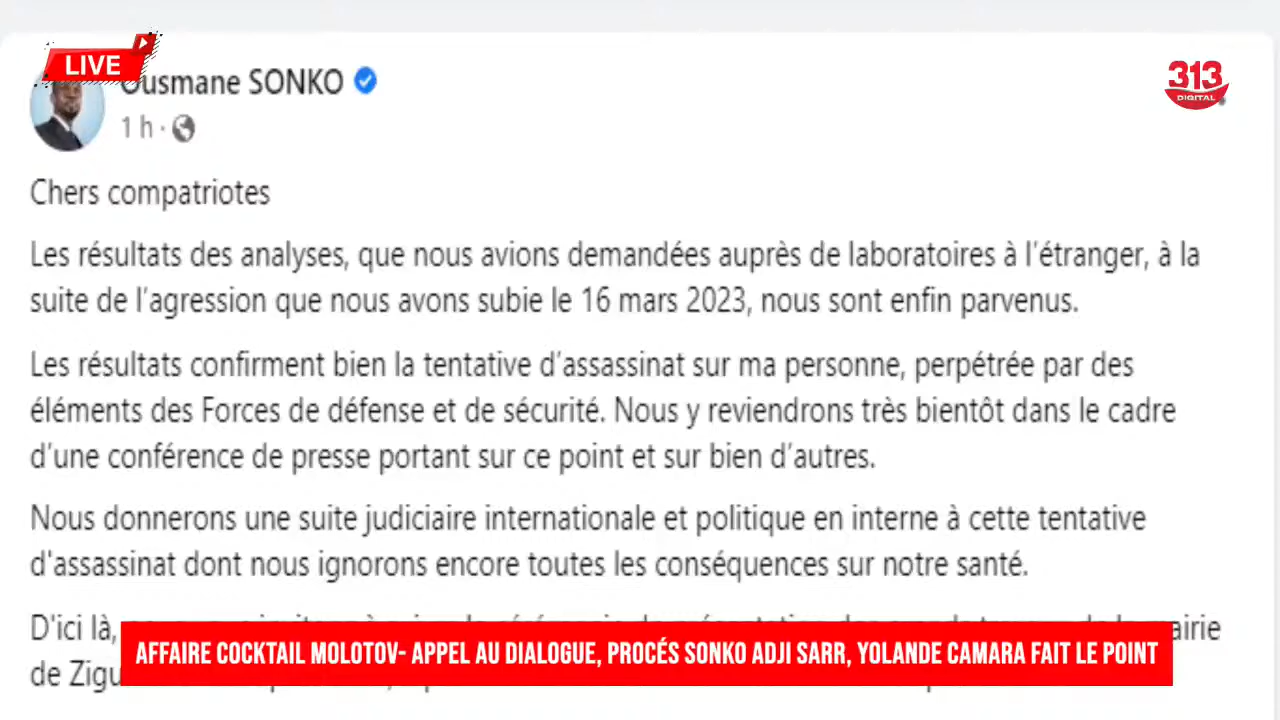 LIVE
313
DIGITAL
Ousmane SONKO
1 h ·
Chers compatriotes
Les résultats des analyses, que nous avions demandées auprès de laboratoires à l'étranger, à la
suite de l'agression que nous avons subie le 16 mars 2023, nous sont enfin parvenus.
Les résultats confirment bien la tentative d'assassinat sur ma personne, perpétrée par des
éléments des Forces de défense et de sécurité. Nous y reviendrons très bientôt dans le cadre
d'une conférence de presse portant sur ce point et sur bien d'autres.
Nous donnerons une suite judiciaire internationale et politique en interne à cette tentative
d'assassinat dont nous ignorons encore toutes les conséquences sur notre santé.
D'ici là,
de
AFFAIRE COCKTAIL MOLOTOV- APPEL AU DIALOGUE, PROCÉS SONKO ADJI SARR, YOLANDE CAMARA FAIT LE POINT